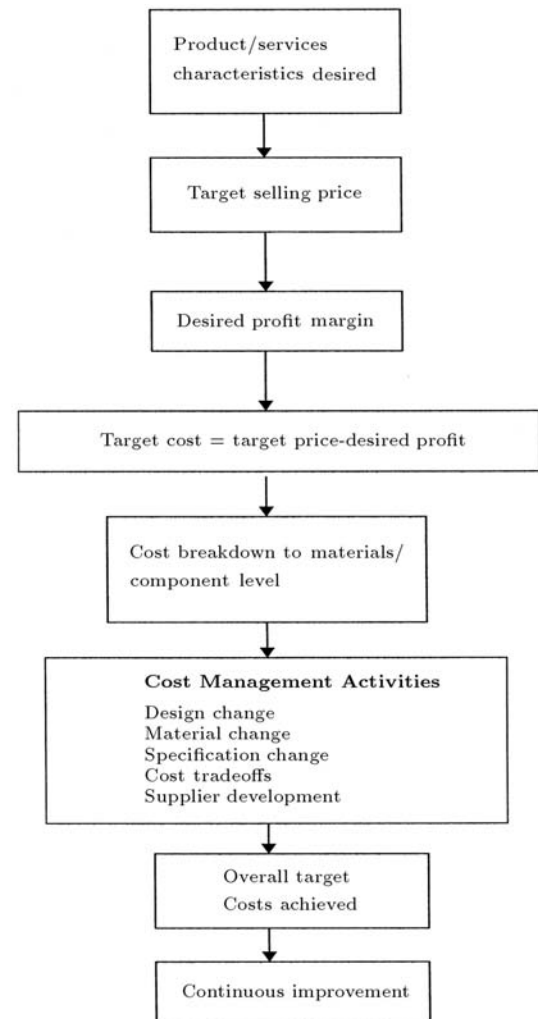 Product/services
characteristics desired
Target selling price
Desired profit margin
Target cost = target price-desired profit
Cost breakdown to materials/
component level
Cost Management Activities
Design change
Material change
Specification change
Cost tradeoffs
Supplier development
Overall target
Costs achieved
Continuous improvement